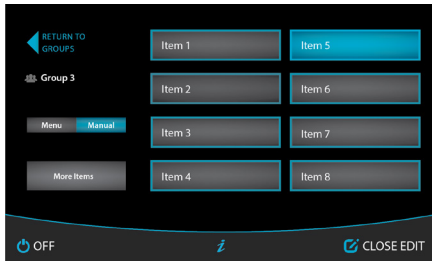 RETURN TO
GROUPS
Group 3
Menu Manual
More Items
Item 1
Item 5
Item 2
Item 6
Item 3
Item 7
Item 4
Item 8
OFF
i
CLOSE EDIT